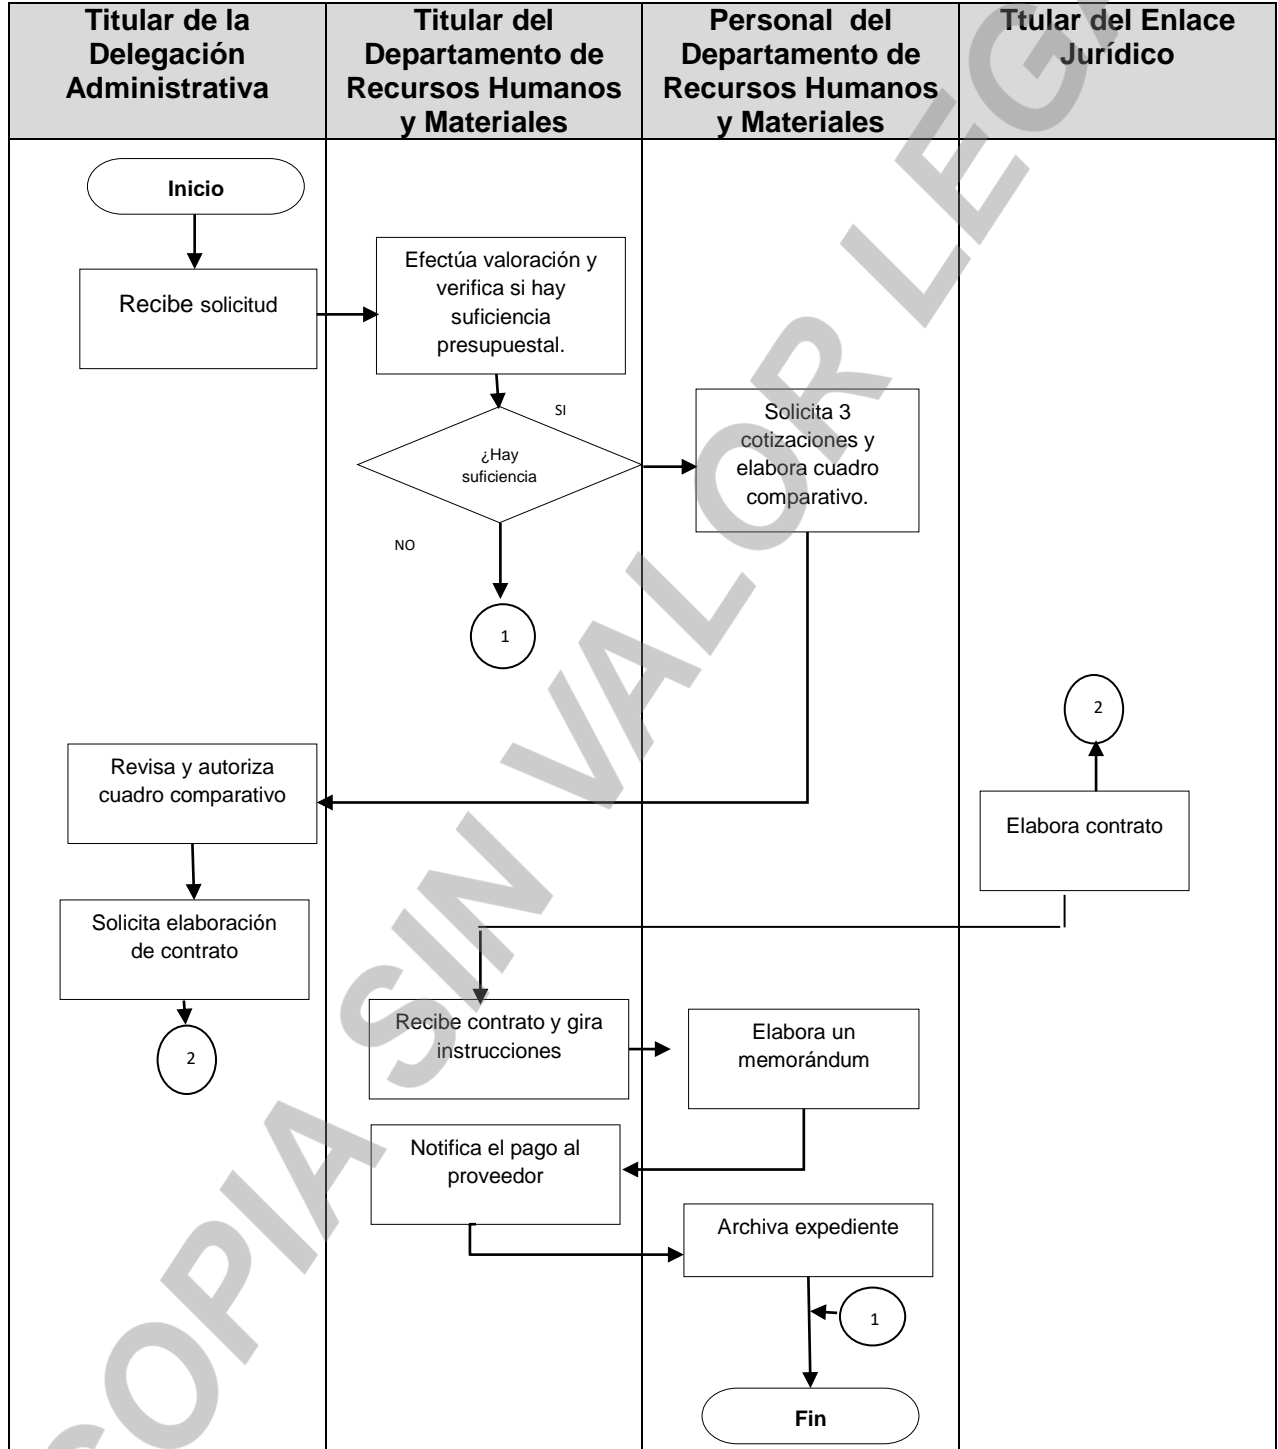 Titular de la
Delegación
Administrativa
Titular del
Departamento de
Recursos Humanos
y Materiales
Personal del
Departamento de
Recursos Humanos
y Materiales
Ttular del Enlace
Jurídico
Inicio
Recibe solicitud
Efectúa valoración y
verifica si hay
suficiencia
presupuestal.
SI
¿Hay
suficiencia
NO
1
Solicita 3
cotizaciones y
elabora cuadro
comparativo.
2
Revisa y autoriza
cuadro comparativo
Elabora contrato
Solicita elaboración
de contrato
2
Recibe contrato y gira
instrucciones
Elabora un
memorándum
Notifica el pago al
proveedor
Archiva expediente
1
Fin
COPIA SIN VALOR LEGA